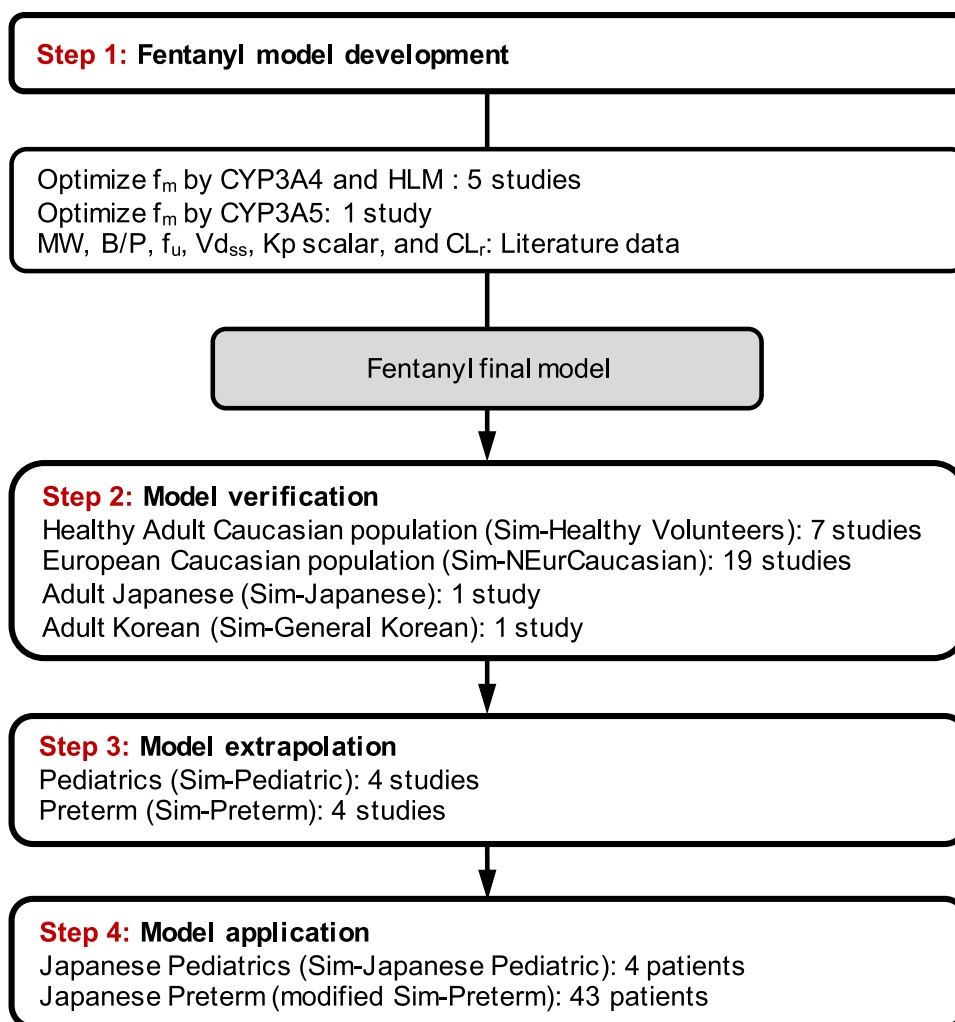 Step 1: Fentanyl model development
Optimize fm by CYP3A4 and HLM : 5 studies
Optimize fm by CYP3A5: 1 study
MW, B/P, fu, Vdss, Kp scalar, and CLr: Literature data
Fentanyl final model
Step 2: Model verification
Healthy Adult Caucasian population (Sim-Healthy Volunteers): 7 studies
European Caucasian population (Sim-NEurCaucasian): 19 studies
Adult Japanese (Sim-Japanese): 1 study
Adult Korean (Sim-General Korean): 1 study
Step 3: Model extrapolation
Pediatrics (Sim-Pediatric): 4 studies
Preterm (Sim-Preterm): 4 studies
Step 4: Model application
Japanese Pediatrics (Sim-Japanese Pediatric): 4 patients
Japanese Preterm (modified Sim-Preterm): 43 patients